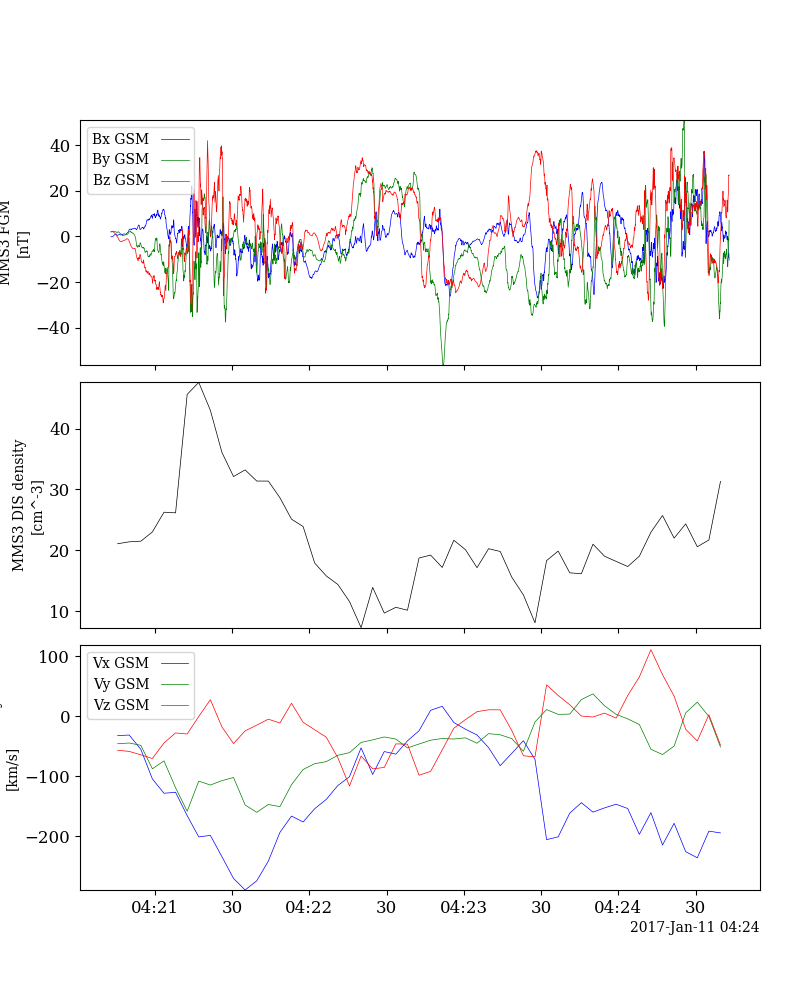 Bx GSM
By GSM
Bz GSM
40
20
0
−20
−40
MMS3 FGM
[nT]
40
30
20
10
MMS3 DIS density
[cm^-3]
Vx GSM
Vy GSM
Vz GSM
100
0
−100
−200
[km/s]
04:21
30
04:22
30
04:23
30
04:24
30
2017-Jan-11 04:24